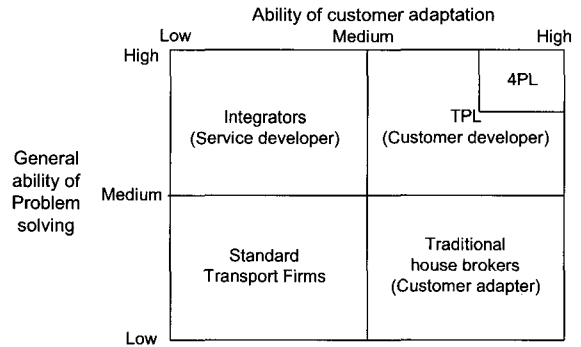 Ability of customer adaptation
Low Medium High
High
4PL
Integrators
(Service developer)
TPL
(Customer developer)
General
ability of
Problem
solving
Medium
Standard
Transport Firms
Traditional
house brokers
(Customer adapter)
Low